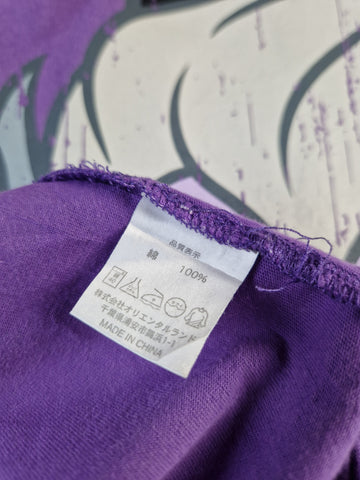 品質表示
綿 100%
株式会社オリエンタルランド
千葉県浦安市舞浜1-1
MADE IN CHINA